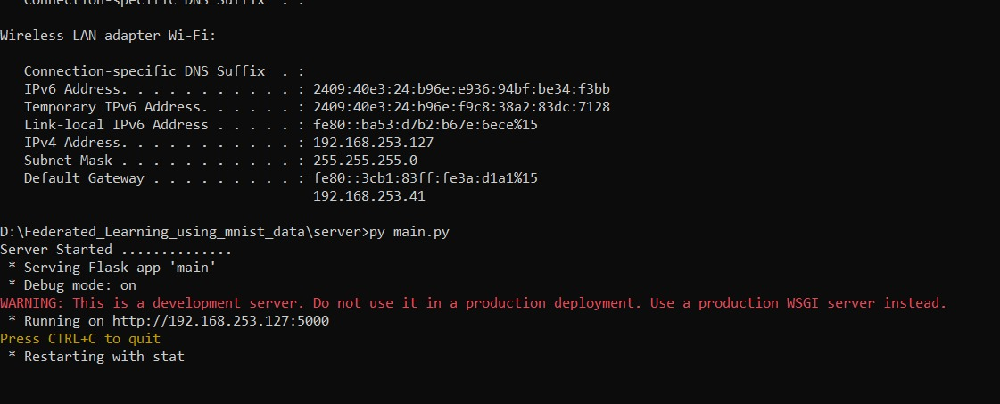 Connection-specific DNS Suffix  . :
Wireless LAN adapter Wi-Fi:
   Connection-specific DNS Suffix  . :
   IPv6 Address. . . . . . . . . . . : 2409:40e3:24:b96e:e936:94bf:be34:f3bb
   Temporary IPv6 Address. . . . . . : 2409:40e3:24:b96e:f9c8:38a2:83dc:7128
   Link-local IPv6 Address . . . . . : fe80::ba53:d7b2:b67e:6ece%15
   IPv4 Address. . . . . . . . . . . : 192.168.253.127
   Subnet Mask . . . . . . . . . . . : 255.255.255.0
   Default Gateway . . . . . . . . . : fe80::3cb1:83ff:fe3a:d1a1%15
                                       192.168.253.41
D:\Federated_Learning_using_mnist_data\server>py main.py
Server Started ..............
 * Serving Flask app 'main'
 * Debug mode: on
WARNING: This is a development server. Do not use it in a production deployment. Use a production WSGI server instead.
 * Running on http://192.168.253.127:5000
Press CTRL+C to quit
 * Restarting with stat